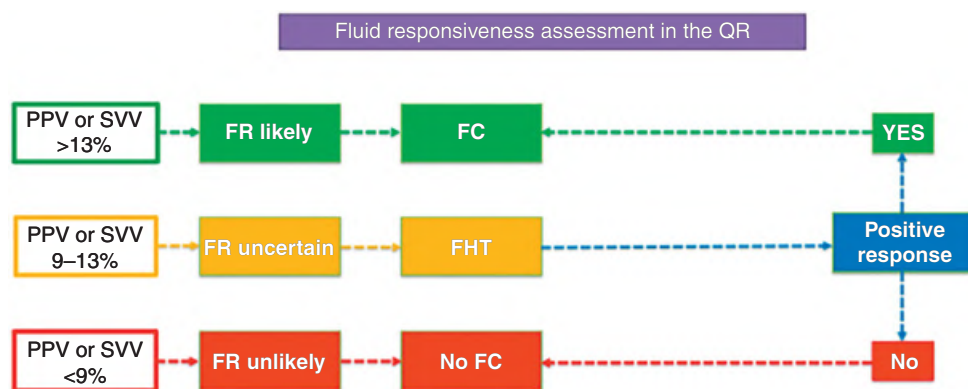 Fluid responsiveness assessment in the QR
PPV or SVV
>13%
FR likely
FC
YES
PPV or SVV
9–13%
FR uncertain
FHT
Positive
response
PPV or SVV
<9%
FR unlikely
No FC
No